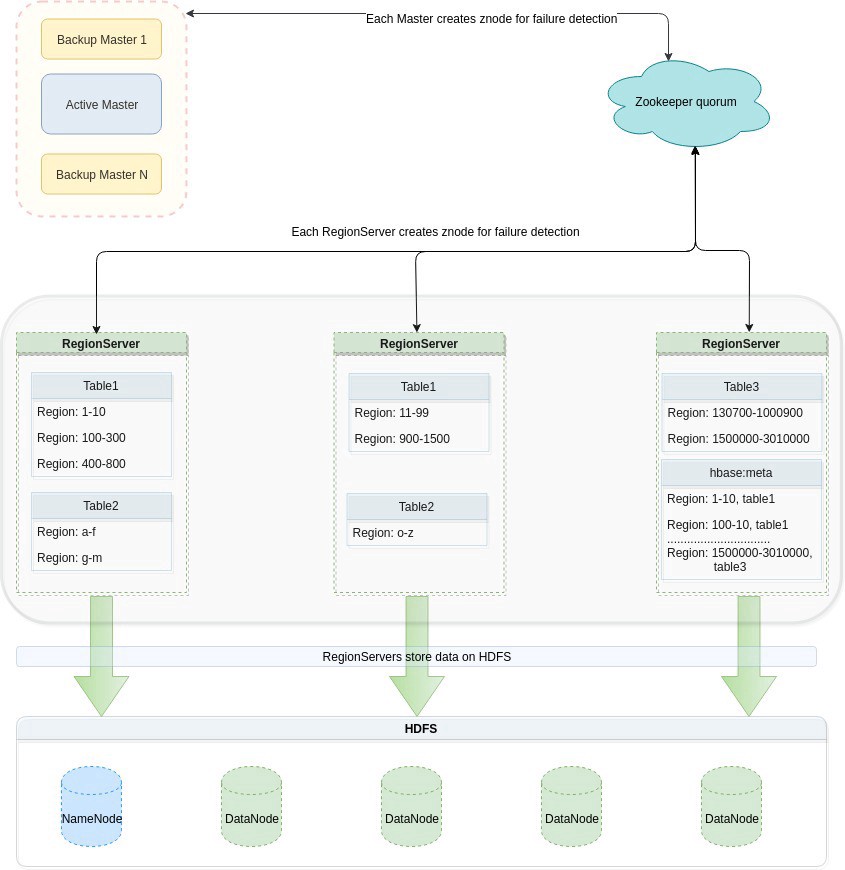 Each Master creates znode for failure detection
Backup Master 1
Active Master
Backup Master N
Zookeeper quorum
Each RegionServer creates znode for failure detection
RegionServer
Table1
Region: 1-10
Region: 100-300
Region: 400-800
Table2
Region: a-f
Region: g-m
RegionServer
Table1
Region: 11-99
Region: 900-1500
Table2
Region: o-z
RegionServer
Table3
Region: 130700-1000900
Region: 1500000-3010000
hbase:meta
Region: 1-10, table1
Region: 100-10, table1
...............................
Region: 1500000-3010000,
table3
RegionServers store data on HDFS
HDFS
NameNode
DataNode
DataNode
DataNode
DataNode